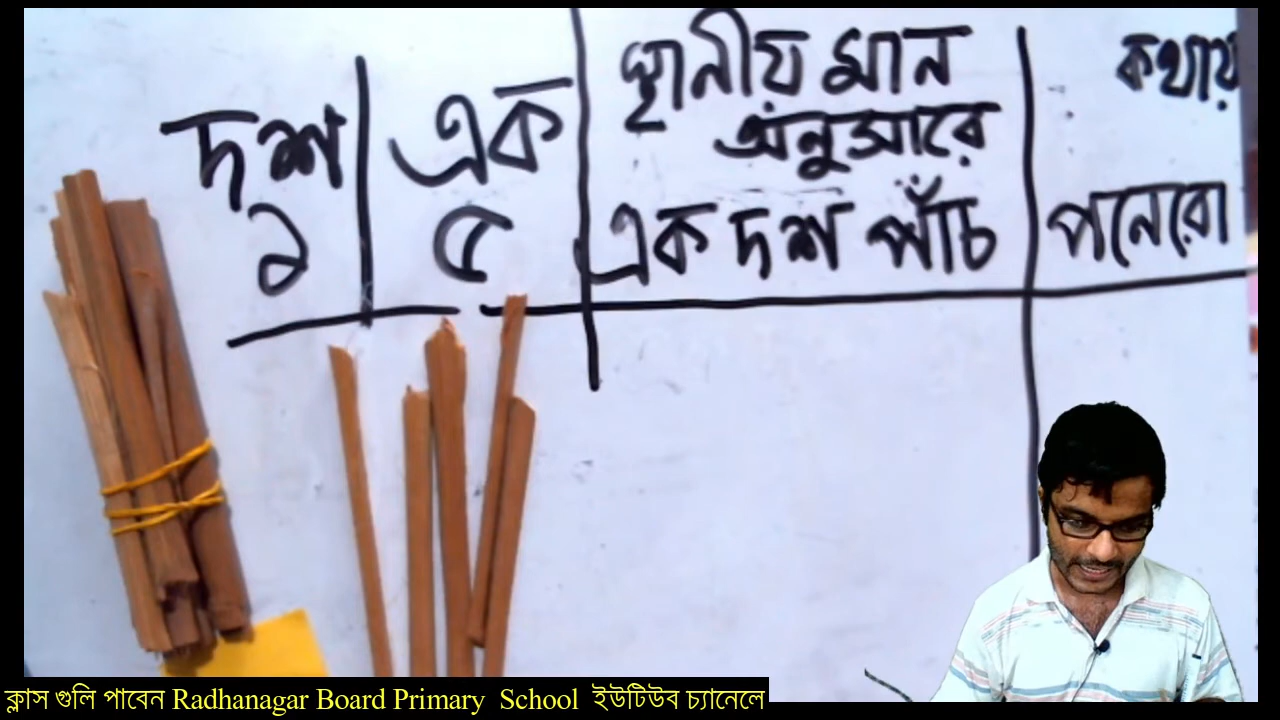 দশ এক স্থানীয় মান অনুসারে কথায়
১ ৫ এক দশ পাঁচ পনেরো
ক্লাস গুলি পাবেন Radhanagar Board Primary School ইউটিউব চ্যানেলে